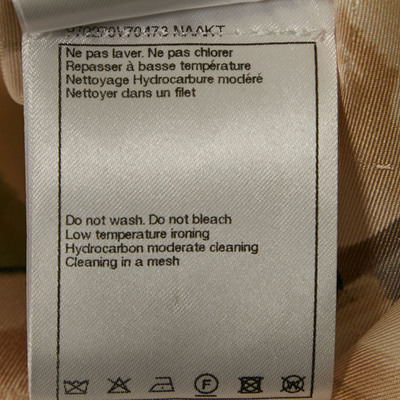 NAAKT
Ne pas laver. Ne pas chlorer
Repasser à basse température
Nettoyage Hydrocarbure modéré
Nettoyer dans un filet
Do not wash. Do not bleach
Low temperature ironing
Hydrocarbon moderate cleaning
Cleaning in a mesh
F
W